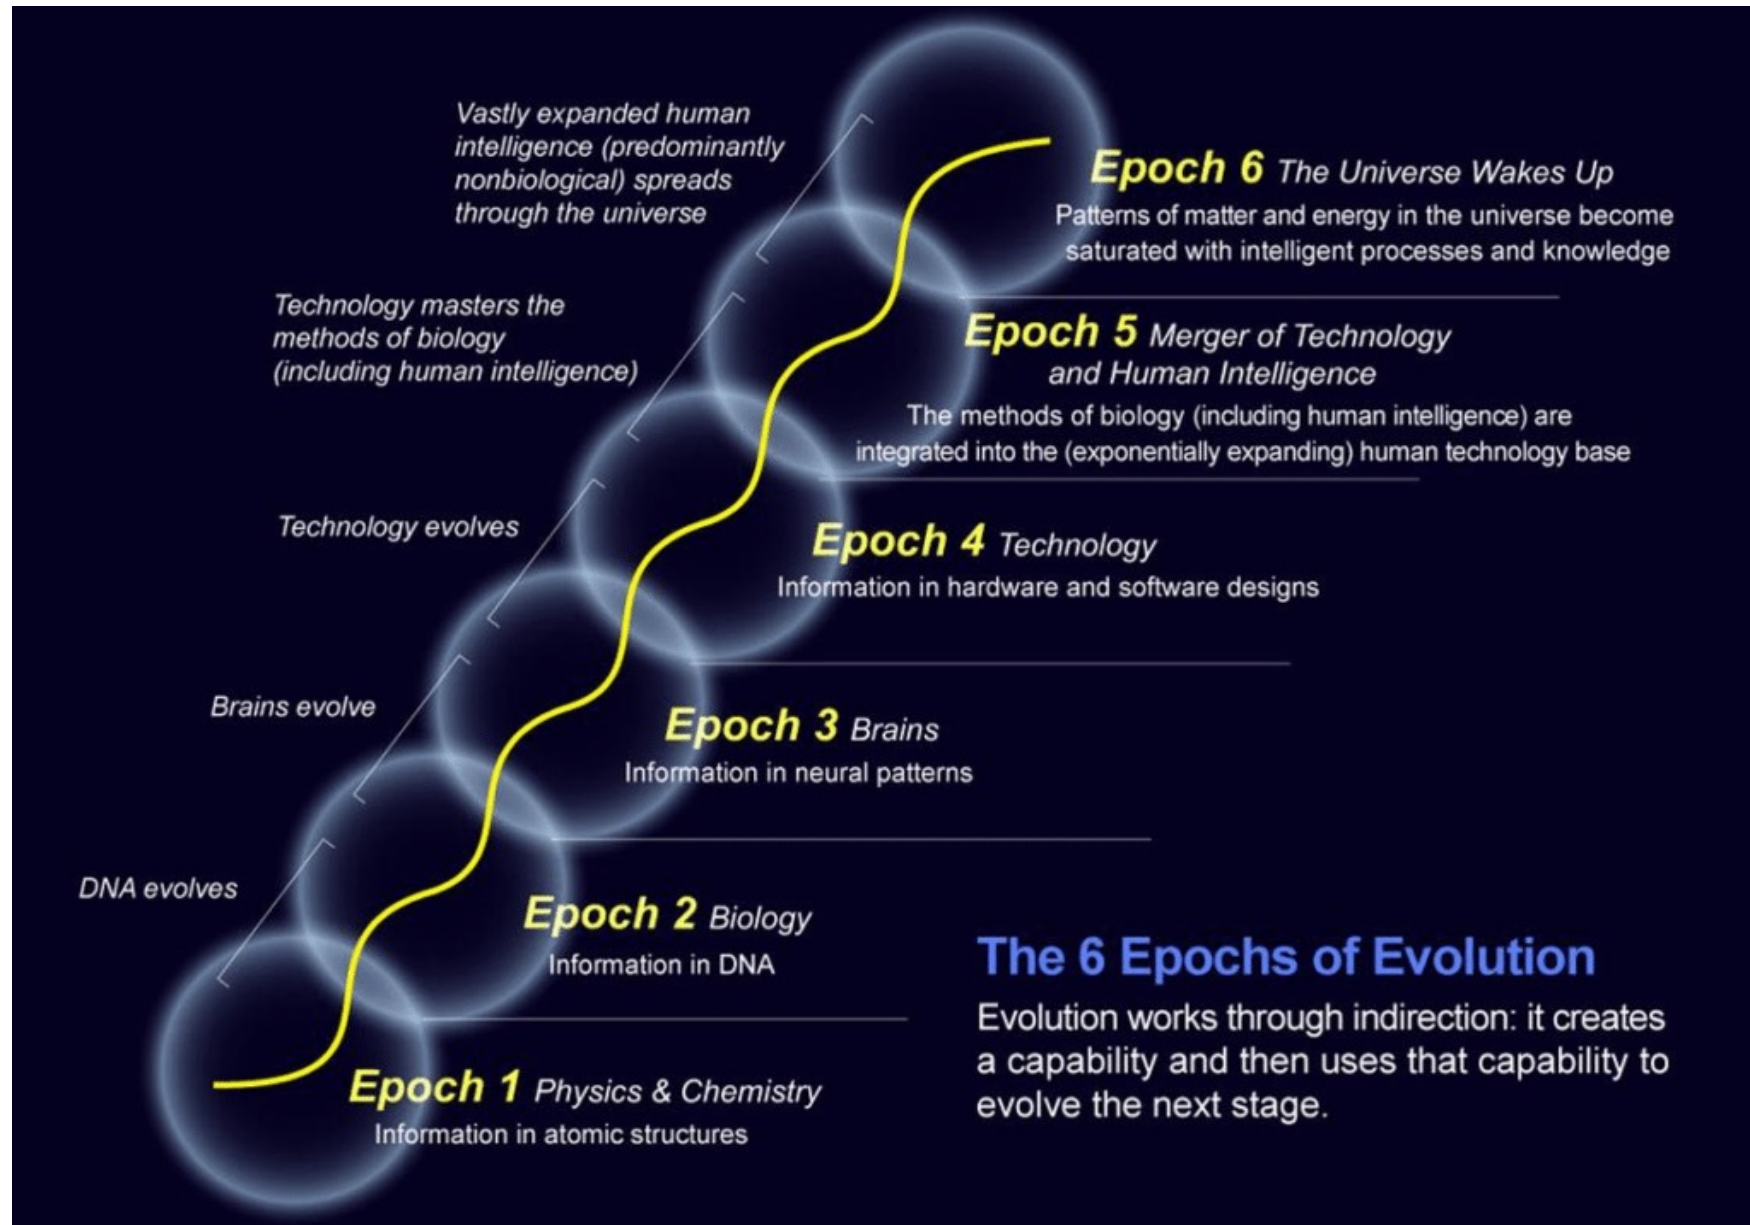 Vastly expanded human
intelligence (predominantly
nonbiological) spreads
through the universe
Epoch 6 The Universe Wakes Up
Patterns of matter and energy in the universe become
saturated with intelligent processes and knowledge
Technology masters the
methods of biology
(including human intelligence)
Epoch 5 Merger of Technology
and Human Intelligence
The methods of biology (including human intelligence) are
integrated into the (exponentially expanding) human technology base
Technology evolves
Epoch 4 Technology
Information in hardware and software designs
Brains evolve
Epoch 3 Brains
Information in neural patterns
DNA evolves
Epoch 2 Biology
Information in DNA
Epoch 1 Physics & Chemistry
Information in atomic structures
The 6 Epochs of Evolution
Evolution works through indirection: it creates
a capability and then uses that capability to
evolve the next stage.